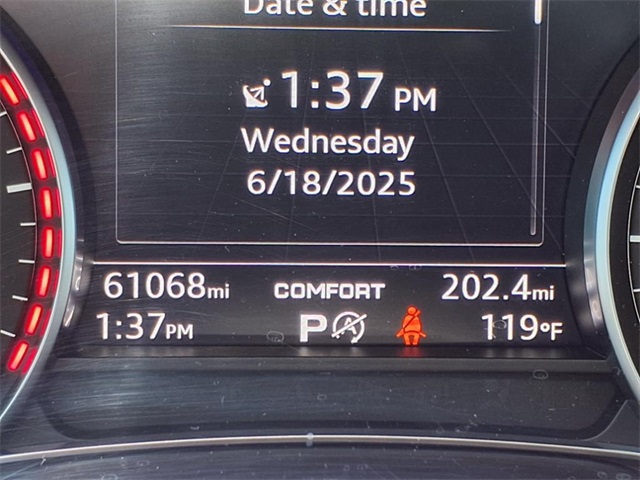 Date & time
1:37 PM
Wednesday
6/18/2025
61068mi COMFORT 202.4mi
1:37PM P A 119°F